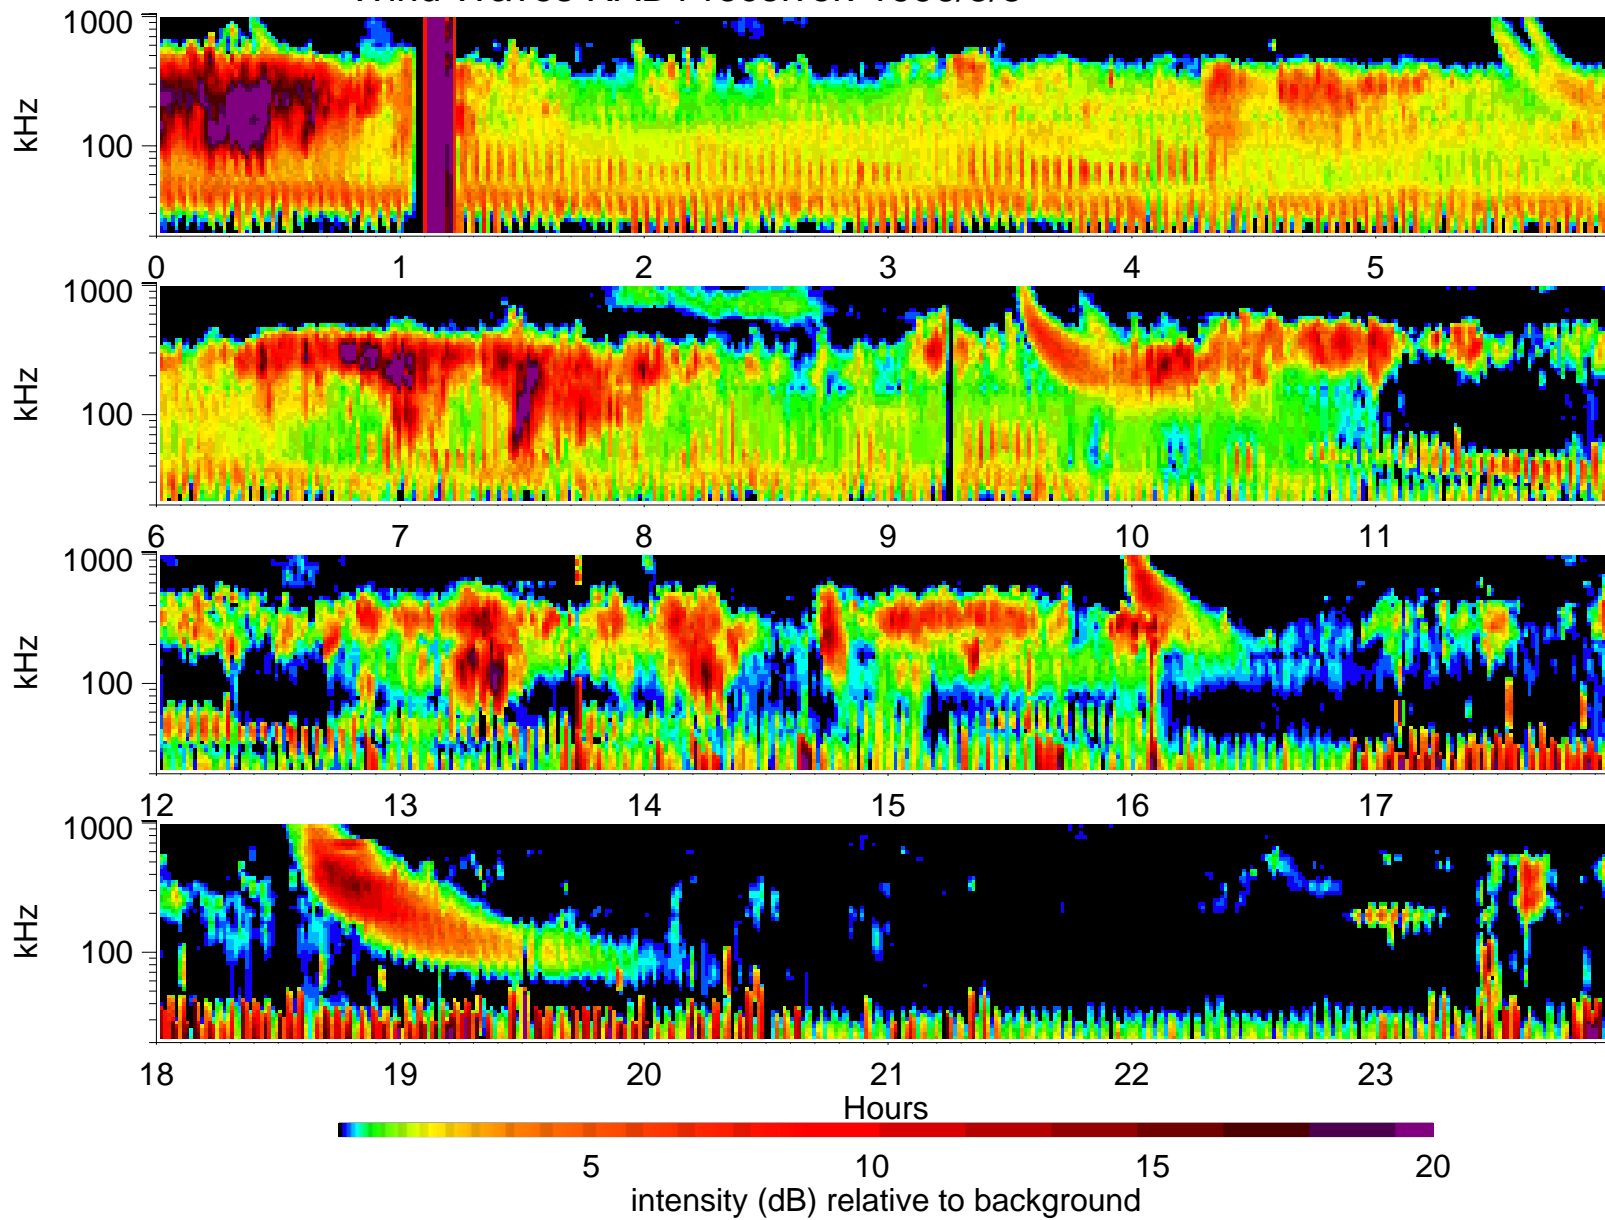 kHz 1000 100
0 1 2 3 4 5
kHz 1000 100
6 7 8 9 10 11
kHz 1000 100
12 13 14 15 16 17
kHz 1000 100
18 19 20 21 22 23
Hours
5 10 15 20
intensity (dB) relative to background